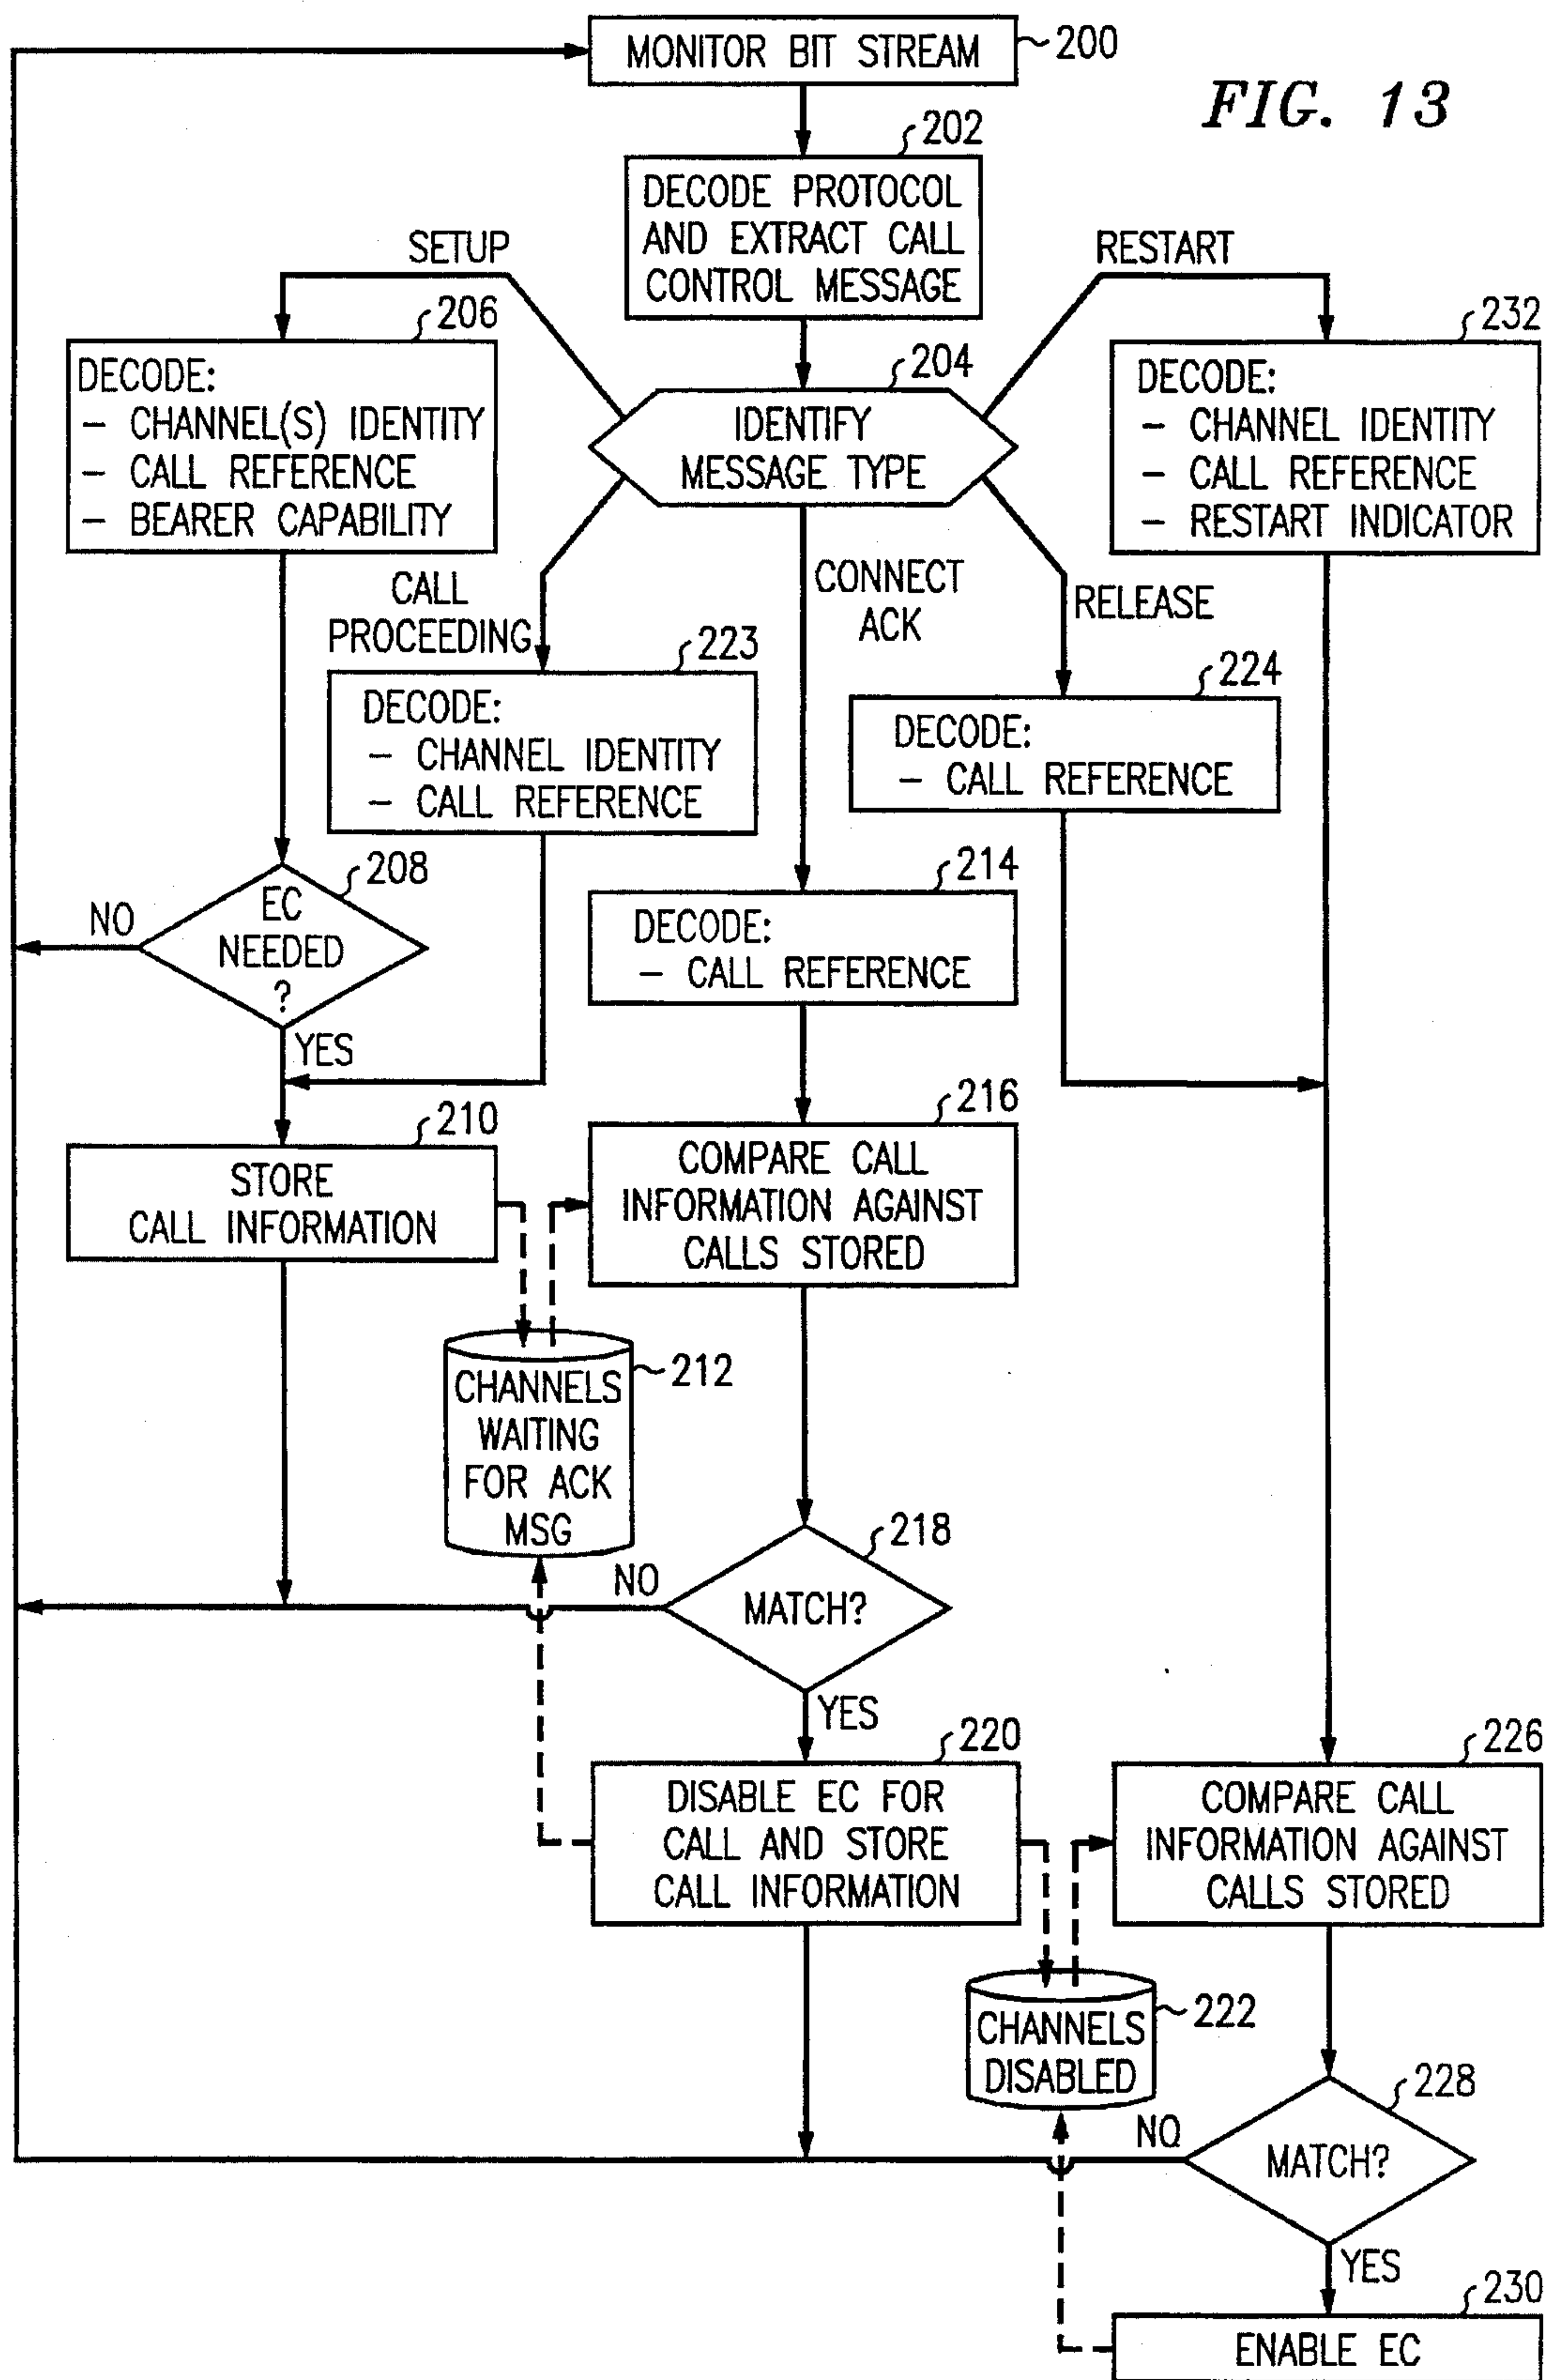 MONITOR BIT STREAM
200
FIG. 13
202
DECODE PROTOCOL
AND EXTRACT CALL
CONTROL MESSAGE
SETUP
RESTART
206
DECODE:
- CHANNEL(S) IDENTITY
- CALL REFERENCE
- BEARER CAPABILITY
204
IDENTIFY
MESSAGE TYPE
232
DECODE:
- CHANNEL IDENTITY
- CALL REFERENCE
- RESTART INDICATOR
CALL
PROCEEDING
CONNECT
ACK
RELEASE
223
DECODE:
- CHANNEL IDENTITY
- CALL REFERENCE
224
DECODE:
- CALL REFERENCE
208
EC
NEEDED
?
NO
YES
214
DECODE:
- CALL REFERENCE
210
STORE
CALL INFORMATION
216
COMPARE CALL
INFORMATION AGAINST
CALLS STORED
212
CHANNELS
WAITING
FOR ACK
MSG
218
MATCH?
NO
YES
220
DISABLE EC FOR
CALL AND STORE
CALL INFORMATION
226
COMPARE CALL
INFORMATION AGAINST
CALLS STORED
222
CHANNELS
DISABLED
228
MATCH?
NO
YES
230
ENABLE EC